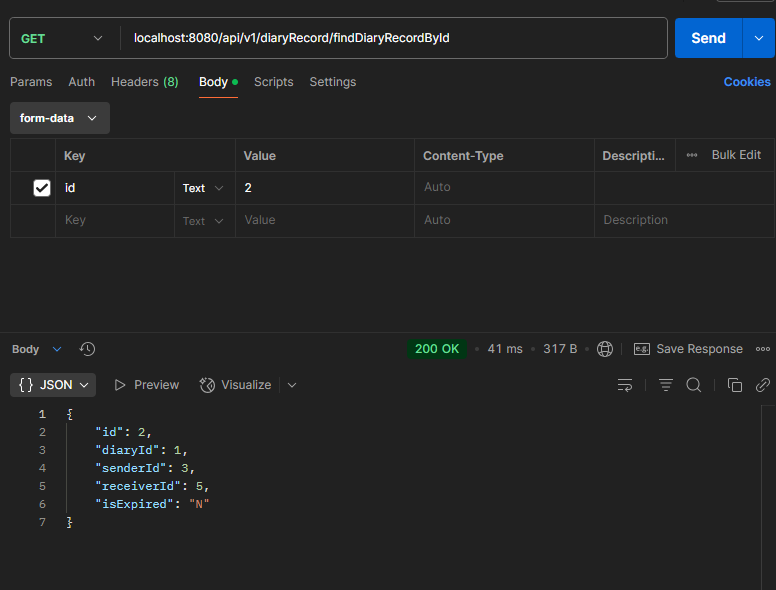 GET localhost:8080/api/v1/diaryRecord/findDiaryRecordById Send
Params Auth Headers (8) Body Scripts Settings Cookies
form-data
Key Value Content-Type Descripti... Bulk Edit
id Text 2 Auto
Key Text Value Auto Description
Body 200 OK 41 ms 317 B e.g. Save Response
{} JSON Preview Visualize
1 {
2 "id": 2,
3 "diaryId": 1,
4 "senderId": 3,
5 "receiverId": 5,
6 "isExpired": "N"
7 }